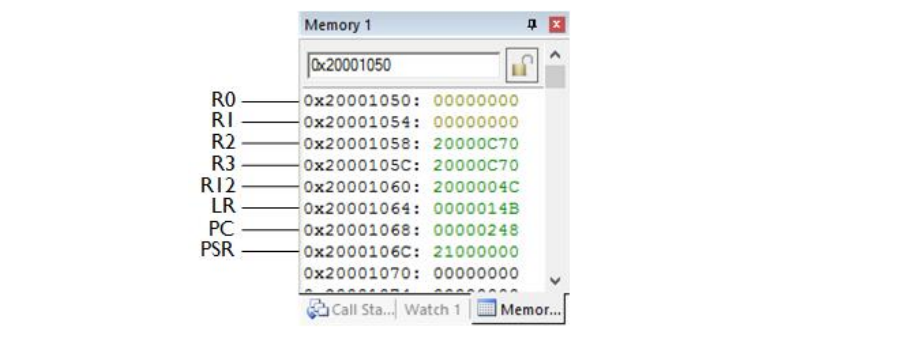 Memory 1
0x20001050
R0 0x20001050: 00000000
R1 0x20001054: 00000000
R2 0x20001058: 20000C70
R3 0x2000105C: 20000C70
R12 0x20001060: 2000004C
LR 0x20001064: 0000014B
PC 0x20001068: 00000248
PSR 0x2000106C: 21000000
0x20001070: 00000000
Call Sta... Watch 1 Memor...